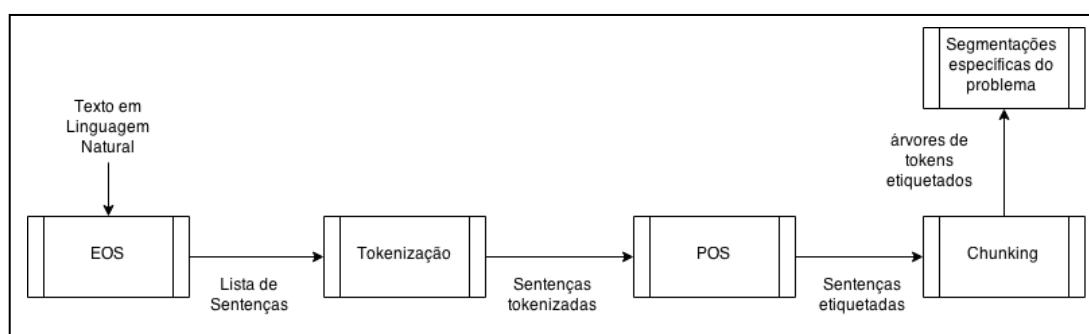 Texto em
Linguagem
Natural
EOS
Lista de
Sentenças
Tokenização
Sentenças
tokenizadas
POS
Sentenças
etiquetadas
Chunking
árvores de
tokens
etiquetados
Segmentações
específicas do
problema